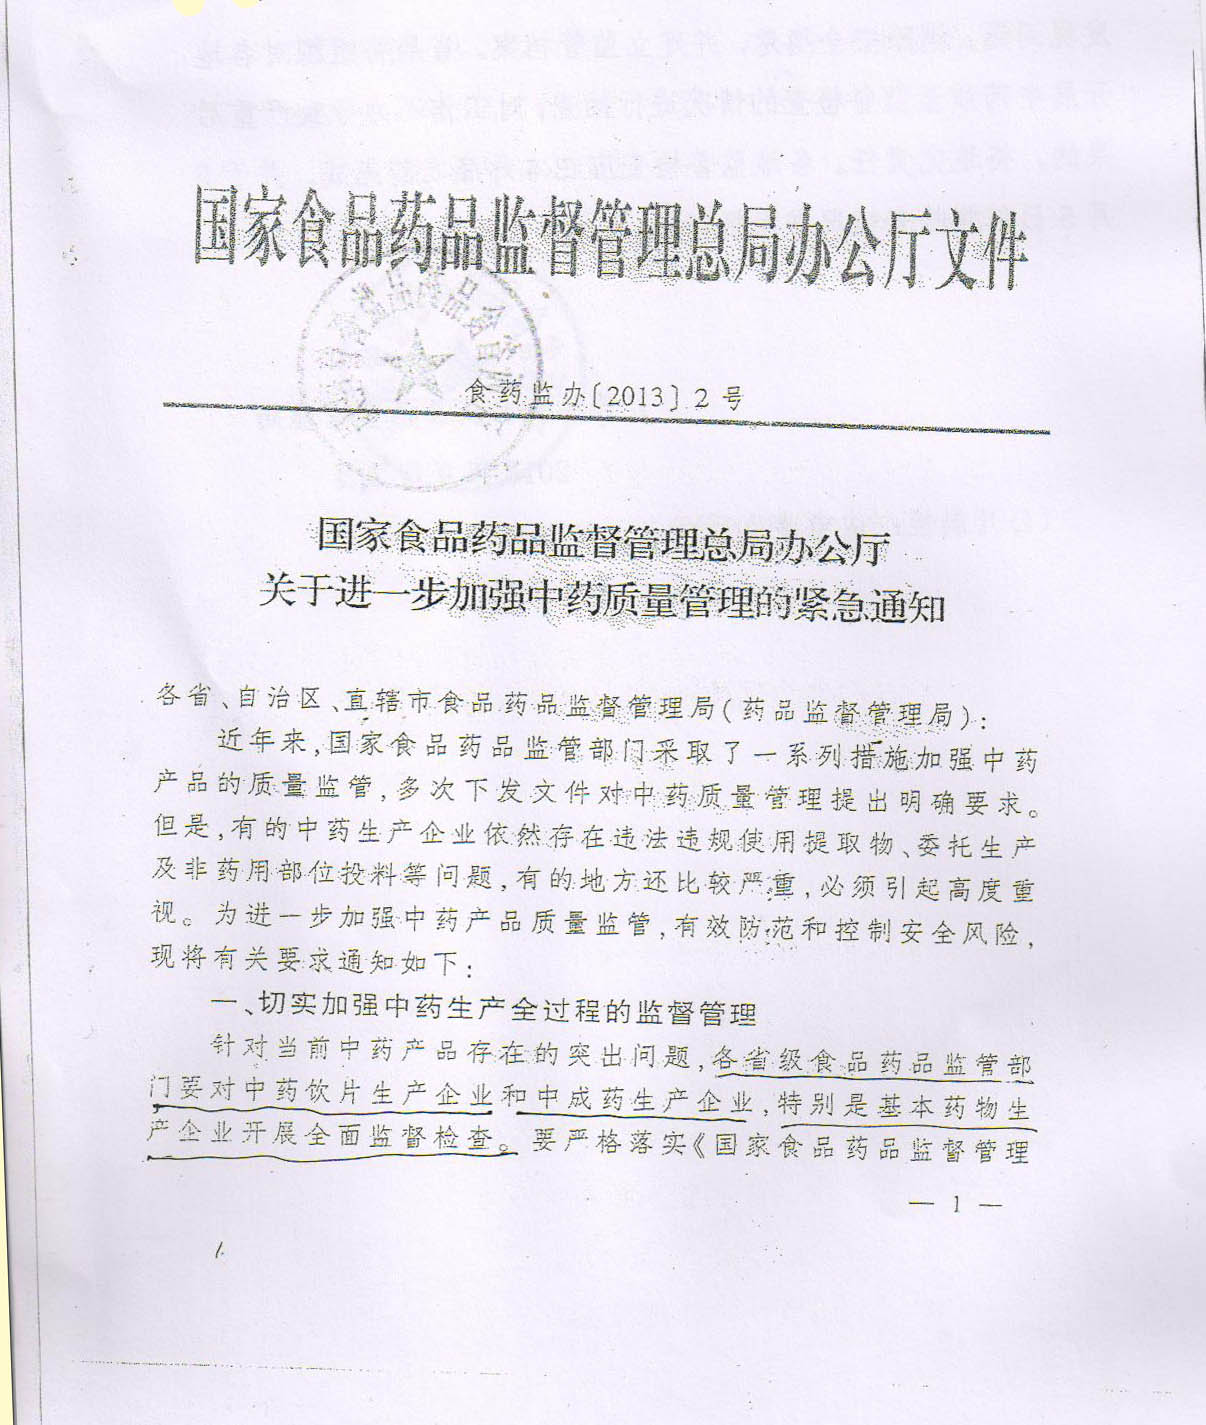 国家食品药品监督管理总局办公厅文件
食药监办〔2013〕2号
国家食品药品监督管理总局办公厅
关于进一步加强中药质量管理的紧急通知
各省、自治区、直辖市食品药品监督管理局(药品监督管理局):
近年来,国家食品药品监管部门采取了一系列措施加强中药
产品的质量监管,多次下发文件对中药质量管理提出明确要求。
但是,有的中药生产企业依然存在违法违规使用提取物、委托生产
及非药用部位投料等问题,有的地方还比较严重,必须引起高度重
视。为进一步加强中药产品质量监管,有效防范和控制安全风险,
现将有关要求通知如下:
一、切实加强中药生产全过程的监督管理
针对当前中药产品存在的突出问题,各省级食品药品监管部
门要对中药饮片生产企业和中成药生产企业,特别是基本药物生
产企业开展全面监督检查。要严格落实《国家食品药品监督管理
— 1 —